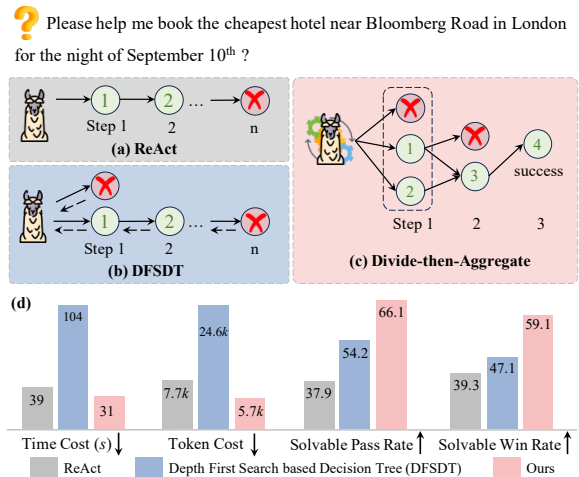 Please help me book the cheapest hotel near Bloomberg Road in London
for the night of September 10th ?
1 2 ...
Step 1 2 n
(a) ReAct
1 2 ...
Step 1 2 n
(b) DFSDT
1 2 3 4
success
Step 1 2 3
(c) Divide-then-Aggregate
(d)
39 104 31
7.7k 24.6k 5.7k
37.9 54.2 66.1
39.3 47.1 59.1
Time Cost (s) Token Cost Solvable Pass Rate Solvable Win Rate
ReAct Depth First Search based Decision Tree (DFSDT) Ours